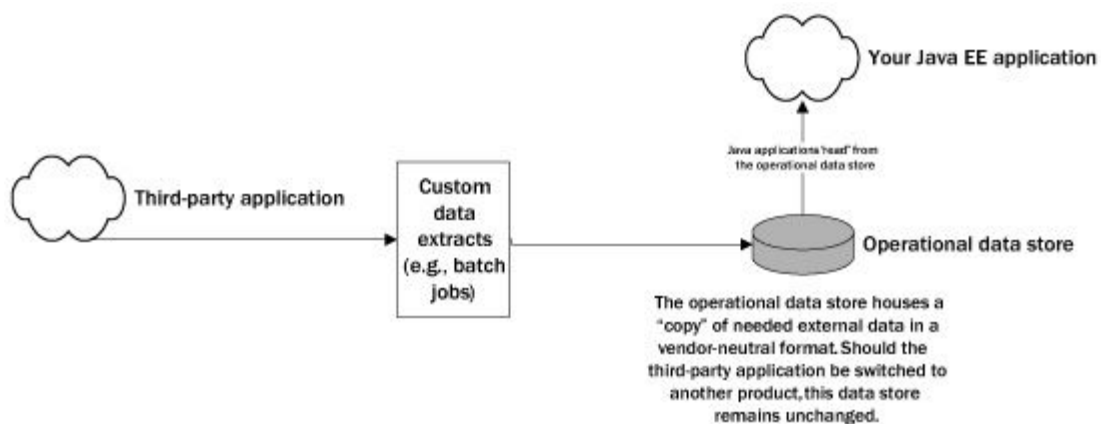 Your Java EE application
Java applications "read" from
the operational data store
Third-party application
Custom
data
extracts
(e.g., batch
jobs)
Operational data store
The operational data store houses a
"copy" of needed external data in a
vendor-neutral format. Should the
third-party application be switched to
another product, this data store
remains unchanged.